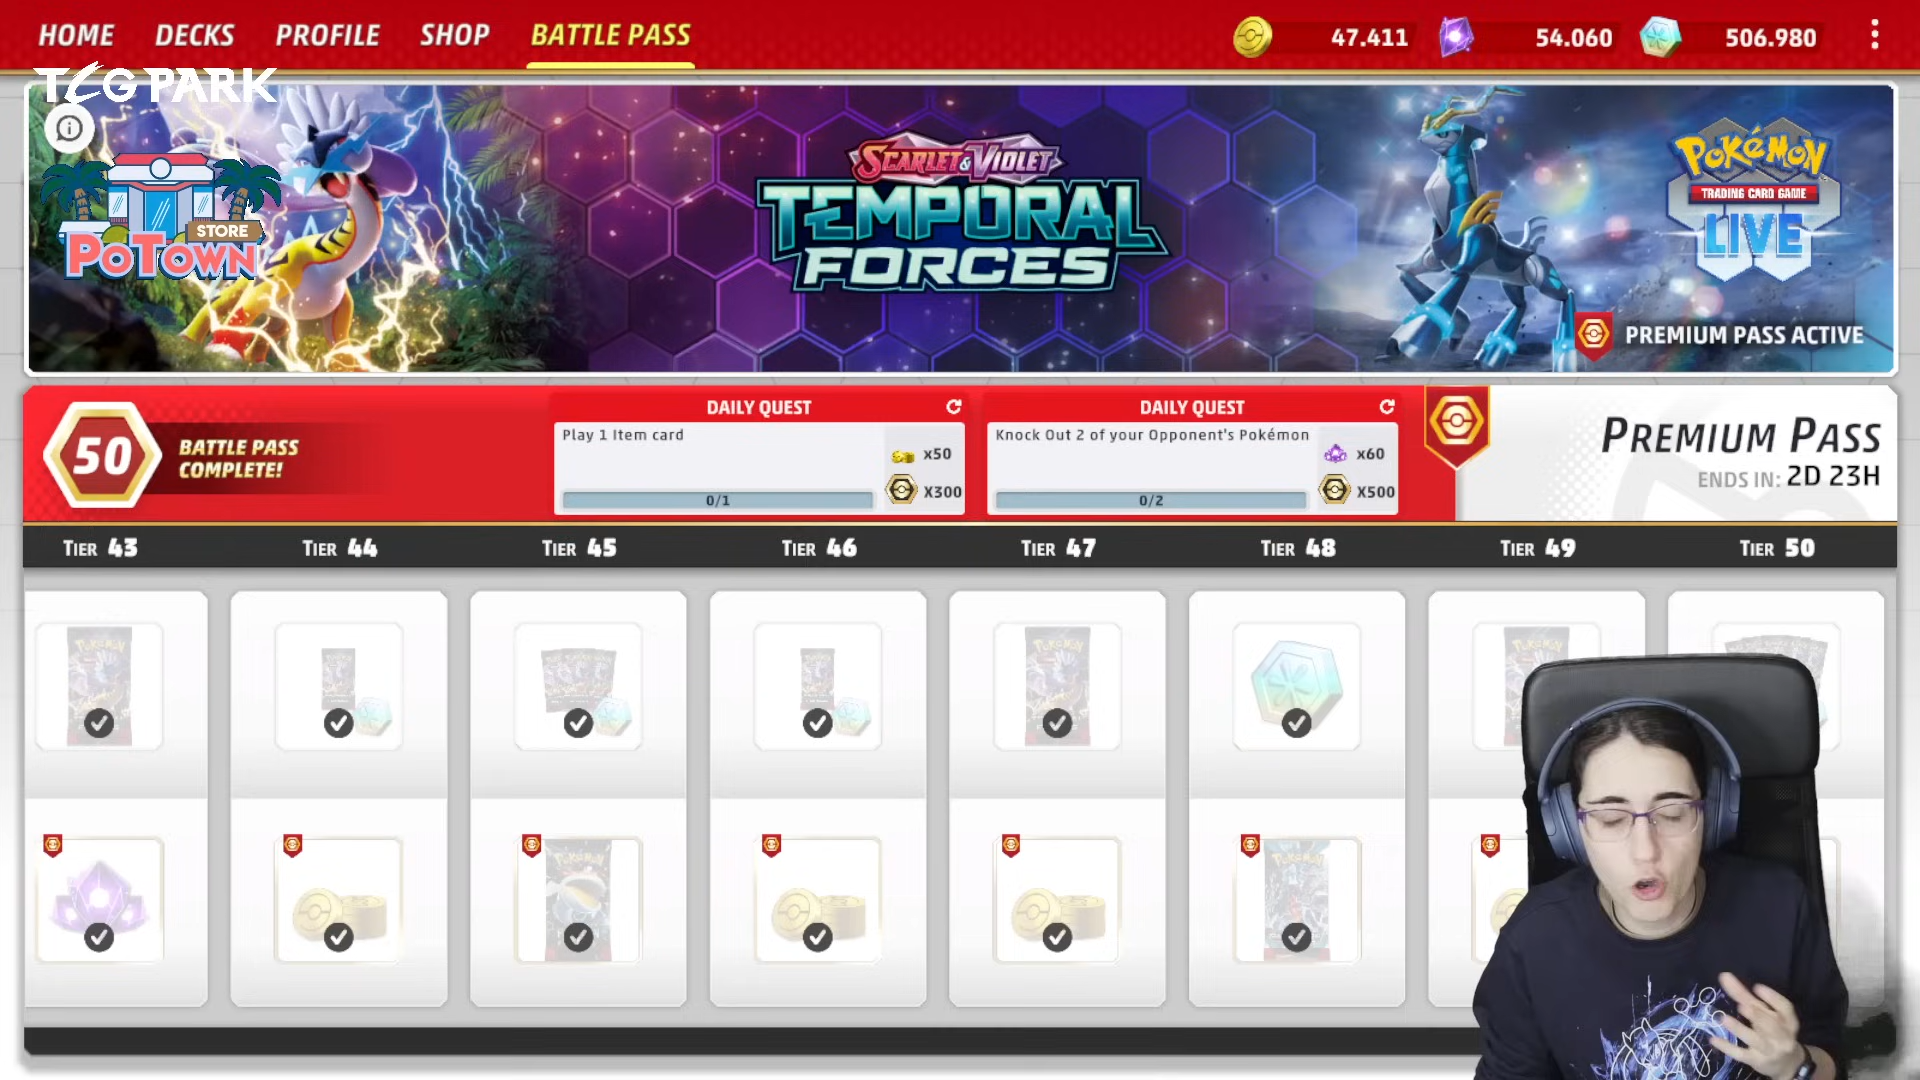 HOME DECKS PROFILE SHOP BATTLE PASS 47.411 54.060 506.980
TCG PARK
STORE
POTOWN
SCARLET & VIOLET
TEMPORAL
FORCES
POKéMON
TRADING CARD GAME
LIVE
PREMIUM PASS ACTIVE
50
BATTLE PASS
COMPLETE!
DAILY QUEST
Play 1 Item card
x50
X300
0/1
DAILY QUEST
Knock Out 2 of your Opponent's Pokémon
x60
X500
0/2
PREMIUM PASS
ENDS IN: 2D 23H
TIER 43 TIER 44 TIER 45 TIER 46 TIER 47 TIER 48 TIER 49 TIER 50